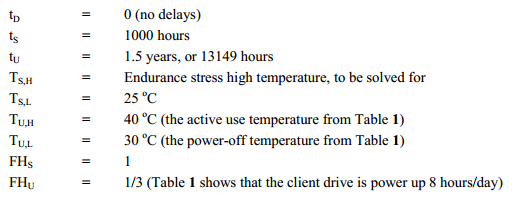 tD = 0 (no delays)
tS = 1000 hours
tU = 1.5 years, or 13149 hours
TS,H = Endurance stress high temperature, to be solved for
TS,L = 25 °C
TU,H = 40 °C (the active use temperature from Table 1)
TU,L = 30 °C (the power-off temperature from Table 1)
FHS = 1
FHU = 1/3 (Table 1 shows that the client drive is power up 8 hours/day)